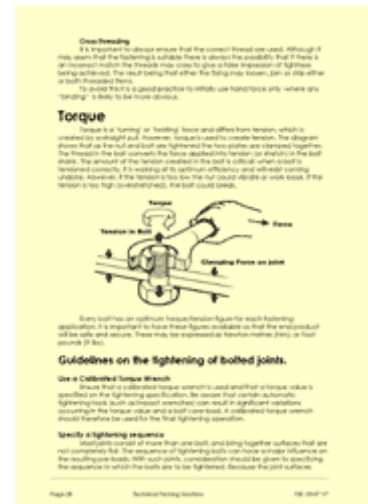 Cross threading
It is important to always ensure that the correct thread are used. Although it
may seem that the fastening is suitable there is always the possibility that if there is
an incorrect match the threads may cross to give a false impression of tightness
being achieved. The result being that either the fixing may loosen, jam or strip either
or both threaded items.
To avoid this it is a good practice to initially use hand force only where any
"binding" is likely to be more obvious.
Torque
Torque is a 'turning' or 'twisting' force and differs from tension, which is
created by a straight pull. However, torque is used to create tension. The diagram
shows that as the nut and bolt are tightened the two plates are clamped together.
The thread in the bolt converts the force applied into tension (or stretch) in the bolt
shank. The amount of the tension created in the bolt is critical: when a bolt is
tensioned correctly, it is working at its optimum efficiency and will resist coming
undone. However, if the tension is too low the nut could vibrate or work loose. If the
tension is too high (overstretched), the bolt could break.
Torque
Force
Tension in Bolt
Clamping Force on Joint
Every bolt has an optimum torque/tension figure for each fastening
application. It is important to have these figures available so that the end product
will be safe and secure. These may be expressed as Newton metres (Nm), or foot
pounds (ft lbs).
Guidelines on the tightening of bolted joints.
Use a Calibrated Torque Wrench
Ensure that a calibrated torque wrench is used and that a torque value is
specified on the tightening specification. Be aware that certain automatic
tightening tools (such as impact wrenches) can result in significant variations
occurring in the torque value and a bolt's pre-load. A calibrated torque wrench
should therefore be used for the final tightening operation.
Specify a tightening sequence
Most joints consist of more than one bolt, and bring together surfaces that are
not completely flat. The sequence of tightening bolts can have a major influence on
the resulting pre-loads. With such joints, consideration should be given to specifying
the sequence in which the bolts are to be tightened. Because the joint surfaces
Page 28
Technical Training Solutions